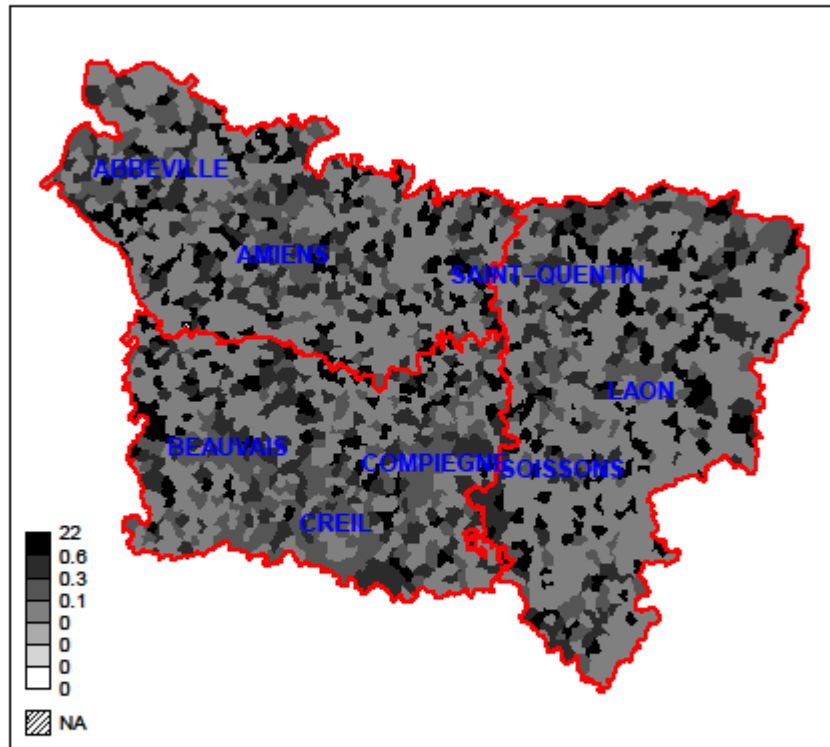 ABBEVILLE
AMIENS
SAINT-QUENTIN
LAON
BEAUVAIS
COMPIEGNE
SOISSONS
CREIL
22
0.6
0.3
0.1
0
0
0
0
NA